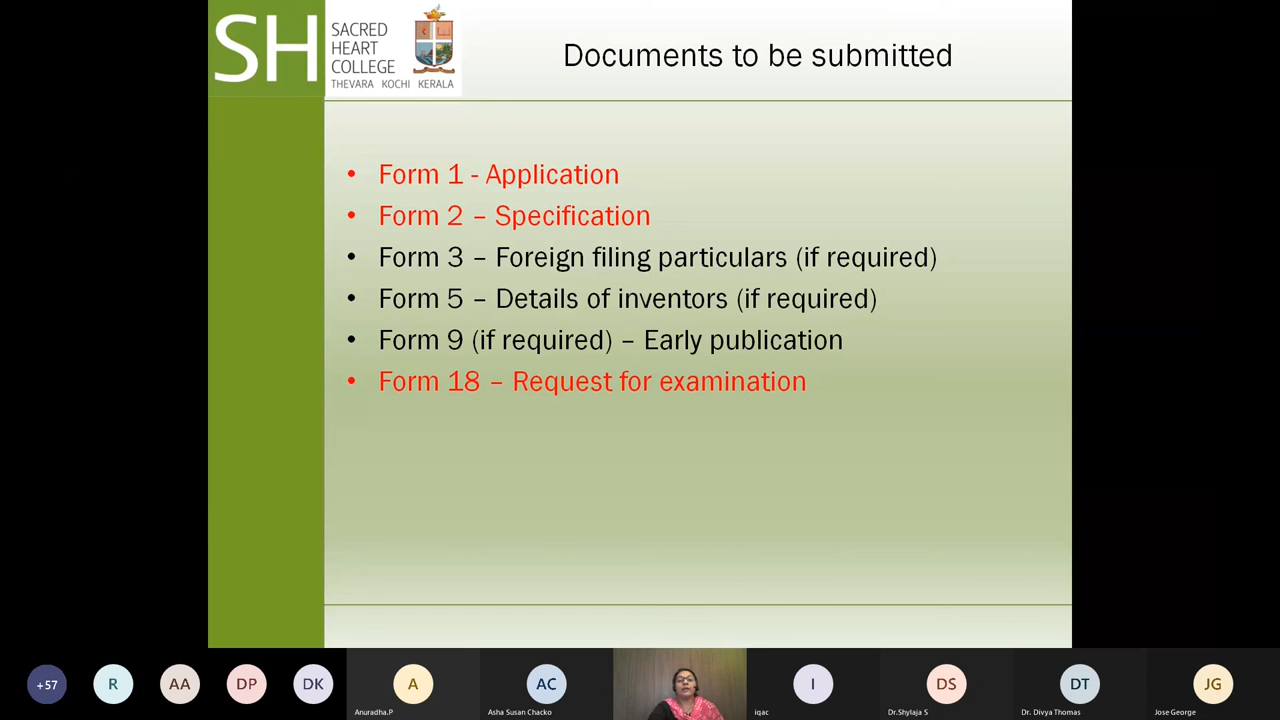 SH
SACRED
HEART
COLLEGE
THEVARA KOCHI KERALA
Documents to be submitted
• Form 1 - Application
• Form 2 – Specification
• Form 3 – Foreign filing particulars (if required)
• Form 5 – Details of inventors (if required)
• Form 9 (if required) – Early publication
• Form 18 – Request for examination
+57
R
AA
DP
DK
A
AC
I
DS
DT
JG
Anuradha.P
Asha Susan Chacko
iqac
Dr.Shylaja S
Dr. Divya Thomas
Jose George